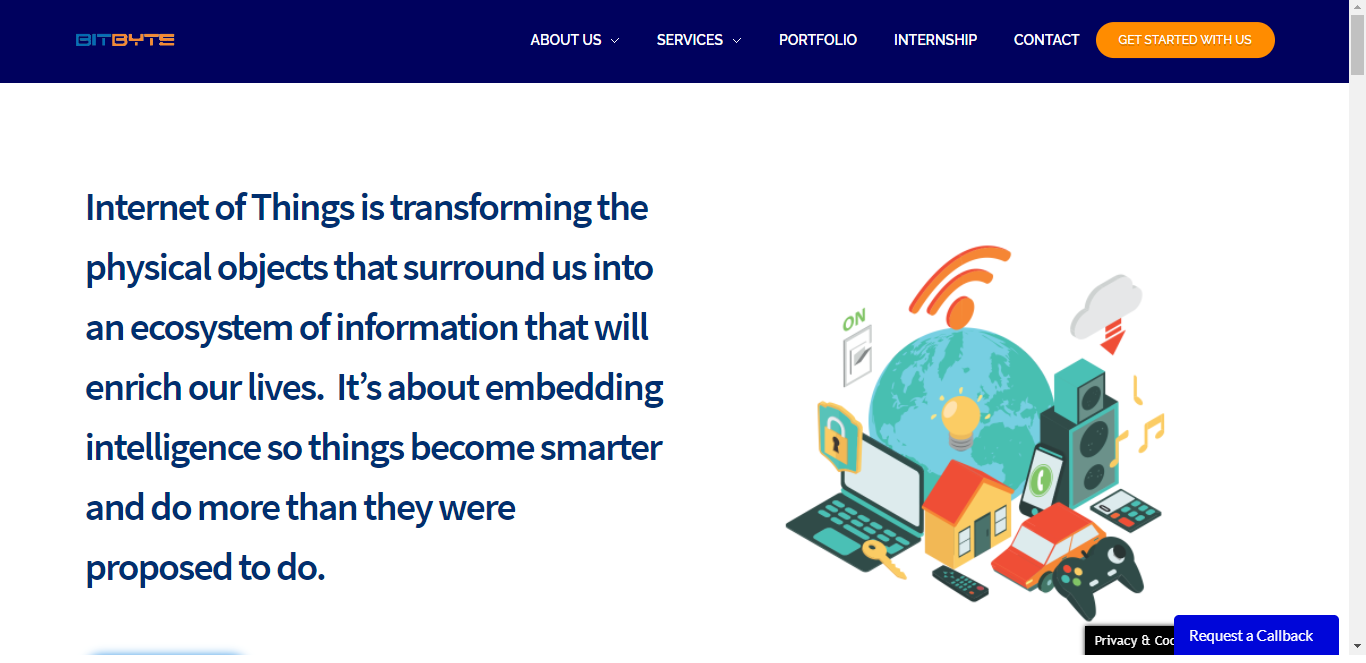 BITBYTE
ABOUT US
SERVICES
PORTFOLIO
INTERNSHIP
CONTACT
GET STARTED WITH US
Internet of Things is transforming the
physical objects that surround us into
an ecosystem of information that will
enrich our lives.  It’s about embedding
intelligence so things become smarter
and do more than they were
proposed to do.
ON
Privacy &
Request a Callback